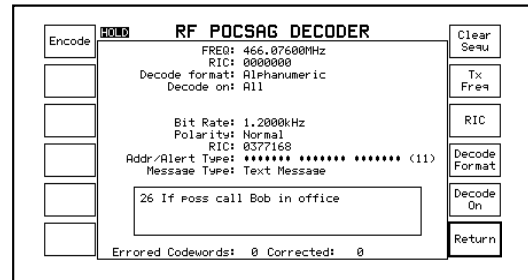 Encode
HOLD RF POCSAG DECODER
FREQ: 466.07600MHz
RIC: 0000000
Decode format: Alphanumeric
Decode on: All
Bit Rate: 1.2000kHz
Polarity: Normal
RIC: 0377168
Addr/Alert Type: ♦♦♦♦♦♦♦ ♦♦♦♦♦♦♦ ♦♦♦♦♦♦♦ (11)
Message Type: Text Message
26 If poss call Bob in office
Errored Codewords: 0 Corrected: 0
Clear
Sequ
Tx
Freq
RIC
Decode
Format
Decode
On
Return